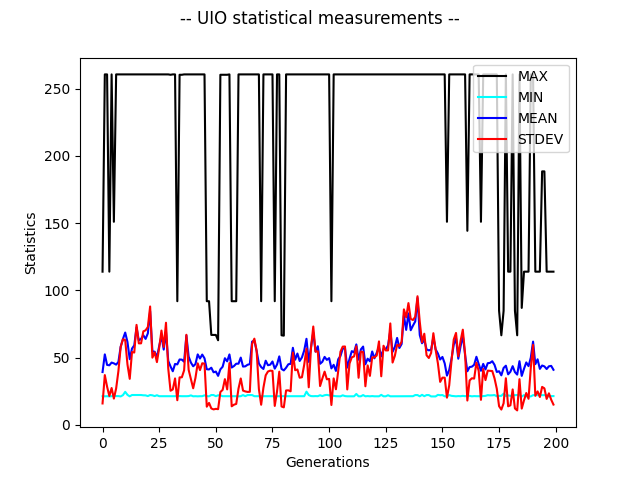 -- UIO statistical measurements --
MAX
MIN
MEAN
STDEV
Statistics
250
200
150
100
50
0
0 25 50 75 100 125 150 175 200
Generations